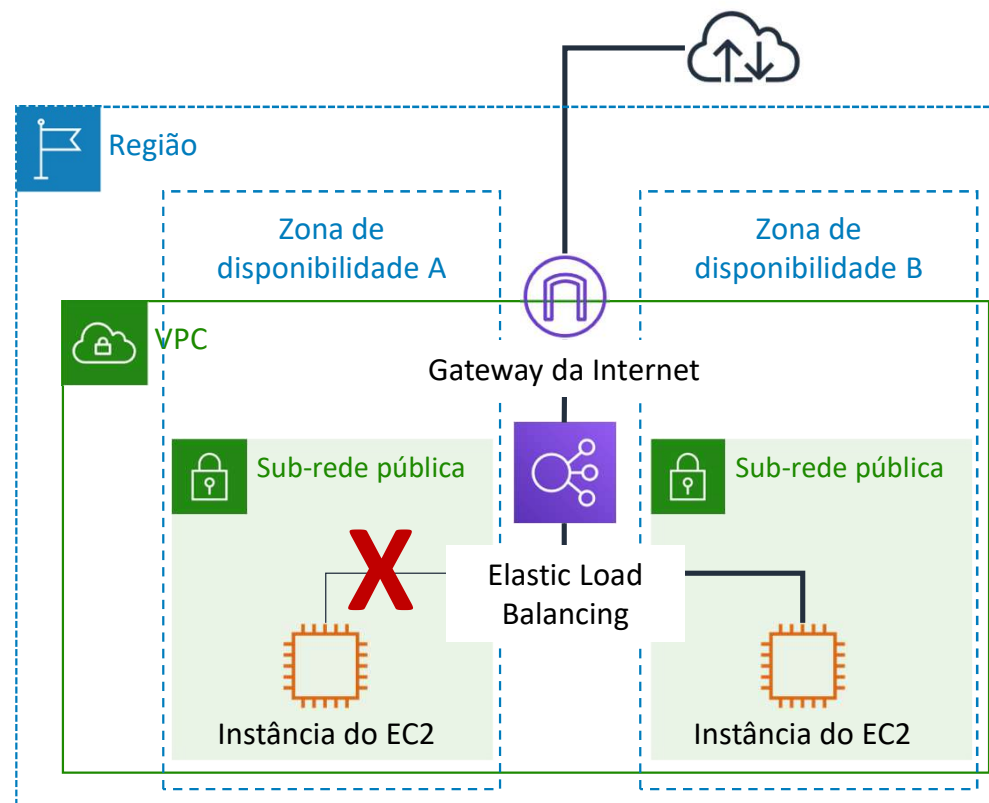 Região
Zona de
disponibilidade A
Zona de
disponibilidade B
VPC
Gateway da Internet
Sub-rede pública
Sub-rede pública
X
Elastic Load
Balancing
Instância do EC2
Instância do EC2